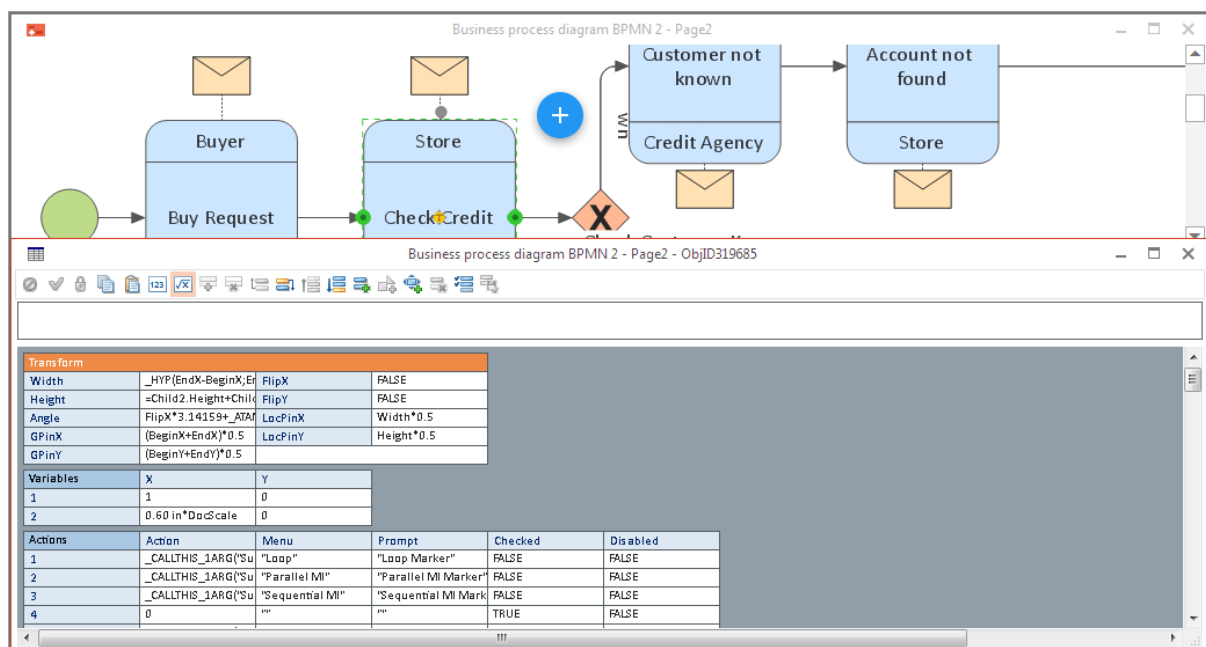 Business process diagram BPMN 2 - Page2
Customer not known
Account not found
wn
Buyer
Store
Credit Agency
Store
Buy Request
Check Credit
X
Business process diagram BPMN 2 - Page2 - ObjID319685
123
Transform
Width _HYP(EndX-BeginX;En FlipX FALSE
Height =Child2.Height+Chilc FlipY FALSE
Angle FlipX*3.14159+_ATAI LocPinX Width*0.5
GPinX (BeginX+EndX)*0.5 LocPinY Height*0.5
GPinY (BeginY+EndY)*0.5
Variables X Y
1 1 0
2 0.60 in*DocScale 0
Actions Action Menu Prompt Checked Disabled
1 _CALLTHIS_1ARG("Su "Loop" "Loop Marker" FALSE FALSE
2 _CALLTHIS_1ARG("Su "Parallel MI" "Parallel MI Marker" FALSE FALSE
3 _CALLTHIS_1ARG("Su "Sequential MI" "Sequential MI Mark FALSE FALSE
4 0 "" "" TRUE FALSE